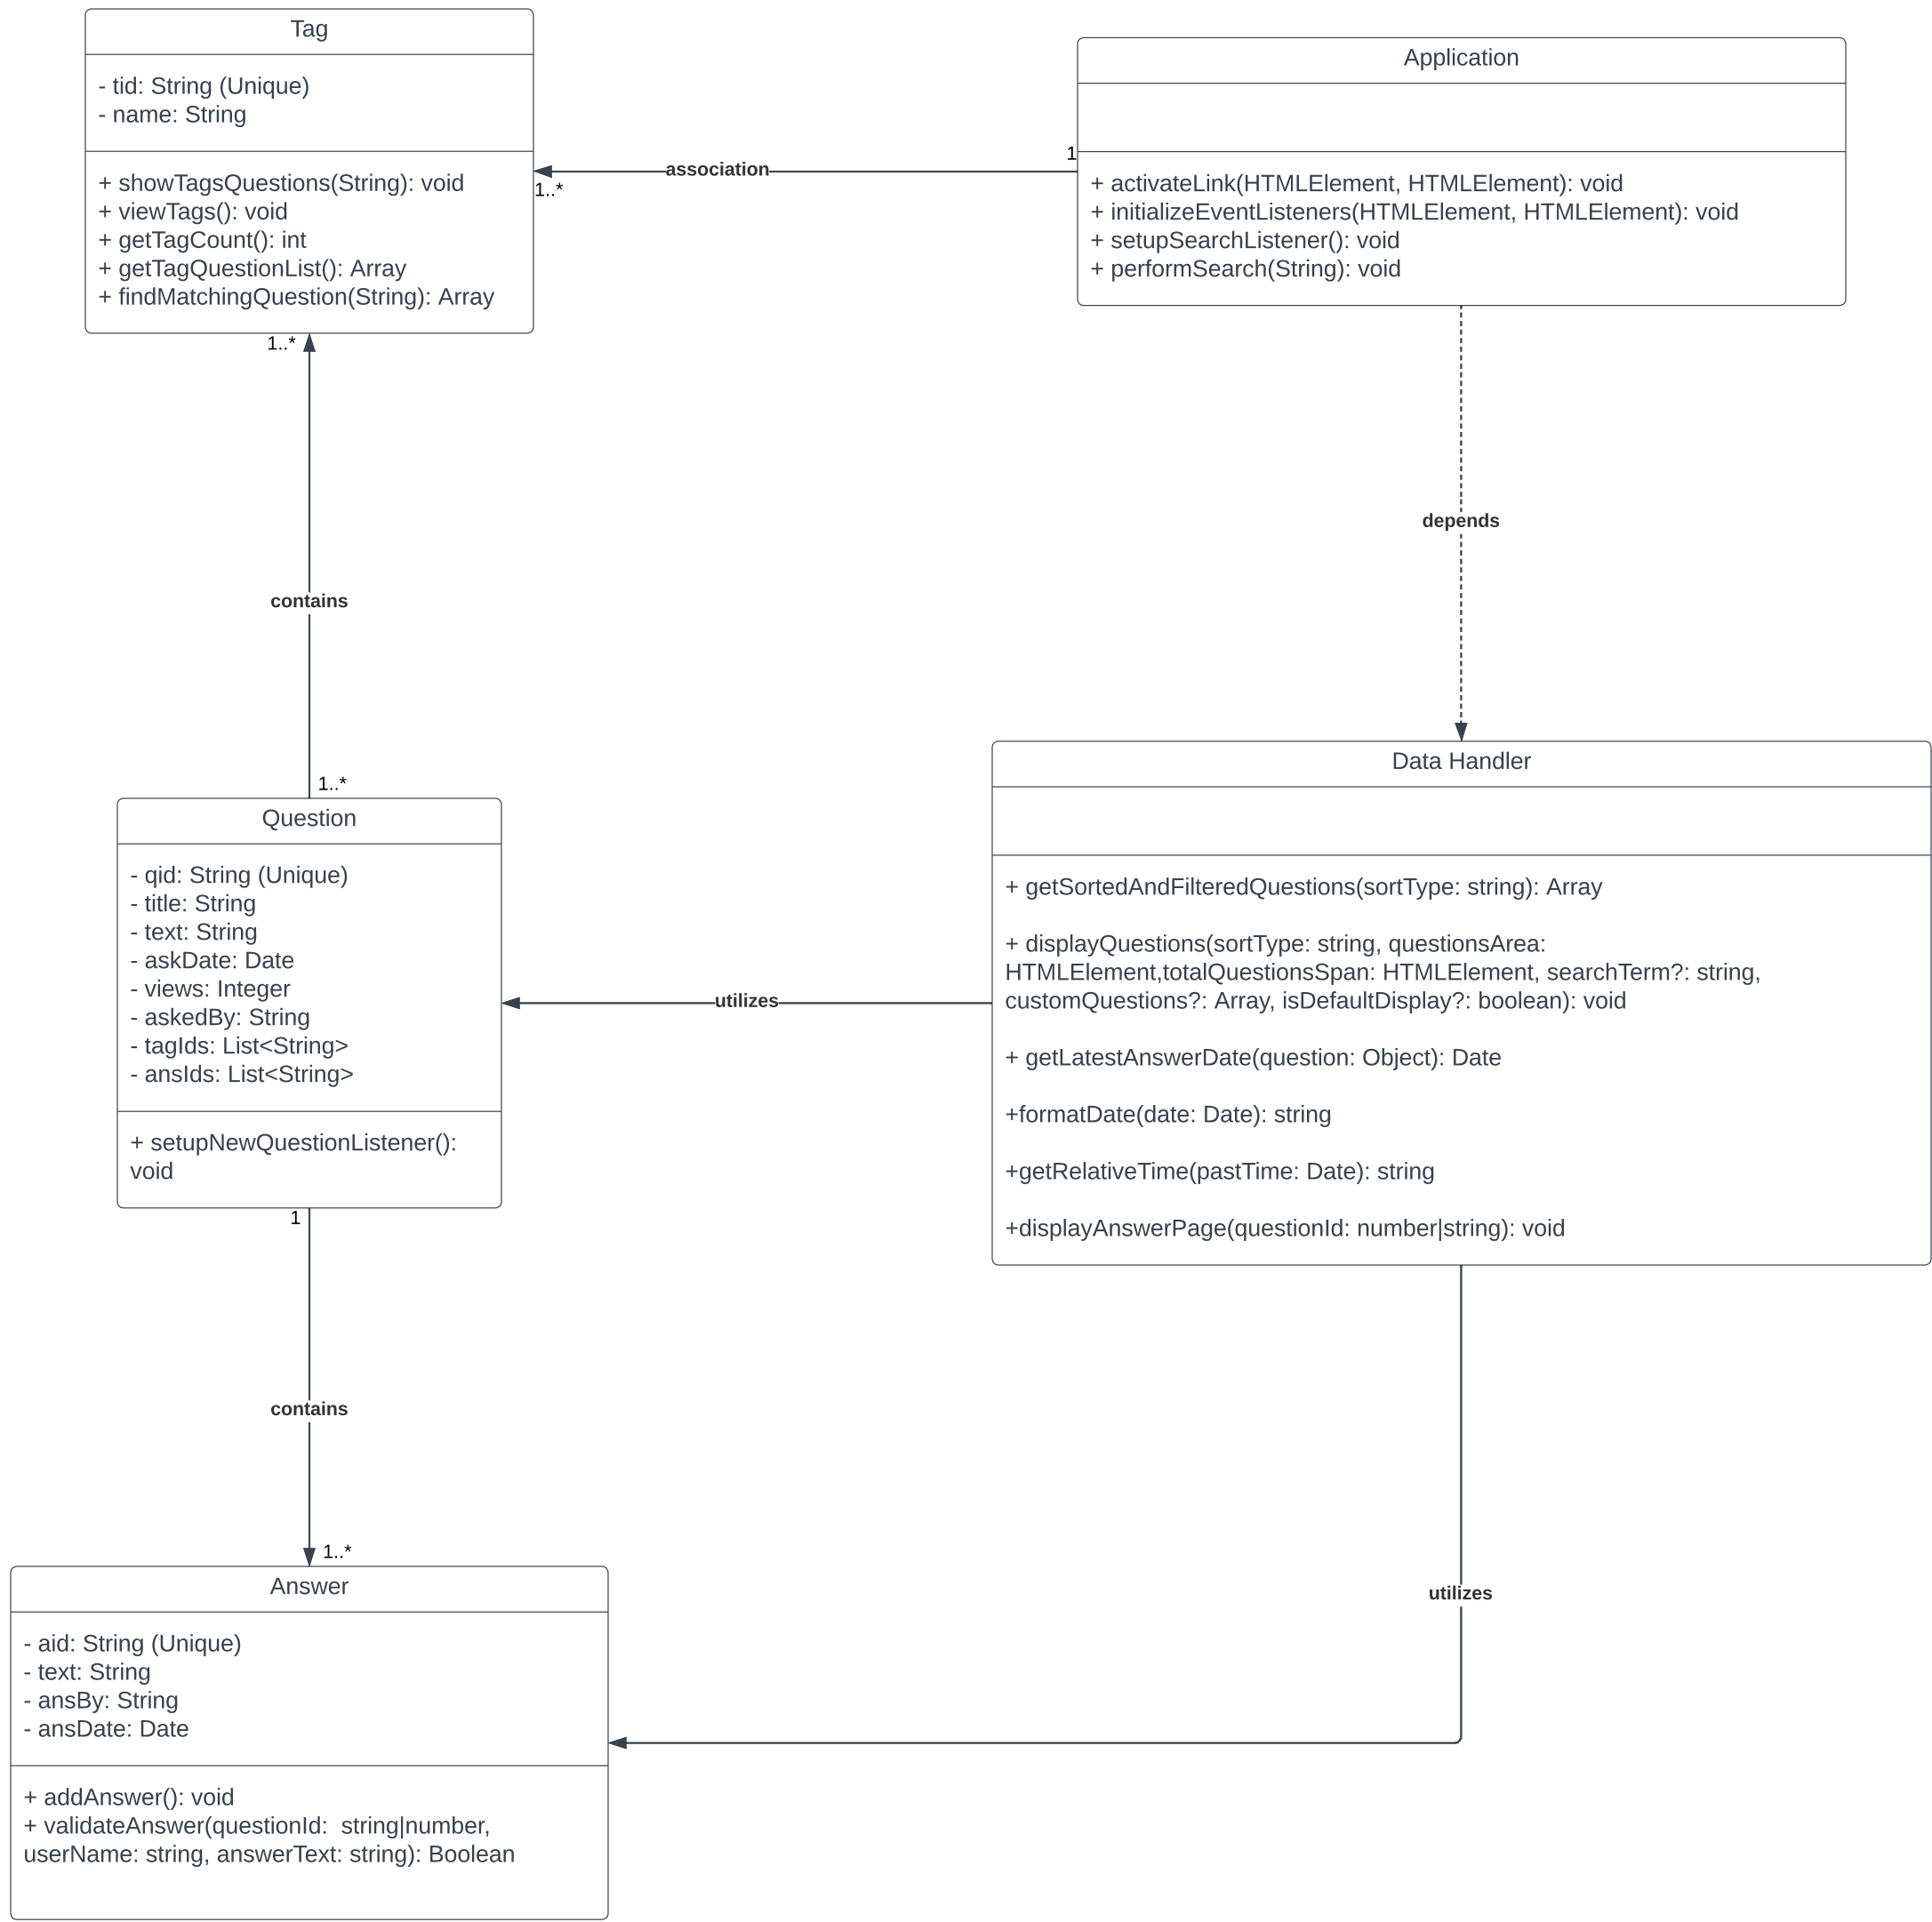 Tag
- tid: String (Unique)
- name: String
+ showTagsQuestions(String): void
+ viewTags(): void
+ getTagCount(): int
+ getTagQuestionList(): Array
+ findMatchingQuestion(String): Array
Application
+ activateLink(HTMLElement, HTMLElement): void
+ initializeEventListeners(HTMLElement, HTMLElement): void
+ setupSearchListener(): void
+ performSearch(String): void
1
association
1..*
1..*
contains
1..*
depends
Question
- qid: String (Unique)
- title: String
- text: String
- askDate: Date
- views: Integer
- askedBy: String
- tagIds: List<String>
- ansIds: List<String>
+ setupNewQuestionListener():
void
utilizes
Data Handler
+ getSortedAndFilteredQuestions(sortType: string): Array
+ displayQuestions(sortType: string, questionsArea:
HTMLElement,totalQuestionsSpan: HTMLElement, searchTerm?: string,
customQuestions?: Array, isDefaultDisplay?: boolean): void
+ getLatestAnswerDate(question: Object): Date
+formatDate(date: Date): string
+getRelativeTime(pastTime: Date): string
+displayAnswerPage(questionId: number|string): void
1
contains
1..*
utilizes
Answer
- aid: String (Unique)
- text: String
- ansBy: String
- ansDate: Date
+ addAnswer(): void
+ validateAnswer(questionId:  string|number,
userName: string, answerText: string): Boolean